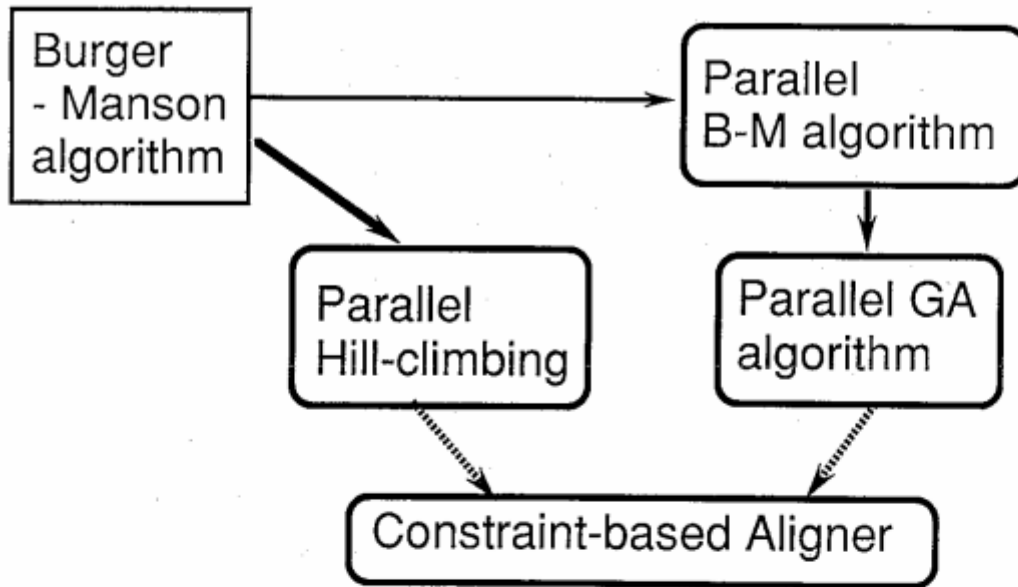 Burger
- Manson
algorithm
Parallel
B-M algorithm
Parallel
Hill-climbing
Parallel GA
algorithm
Constraint-based Aligner